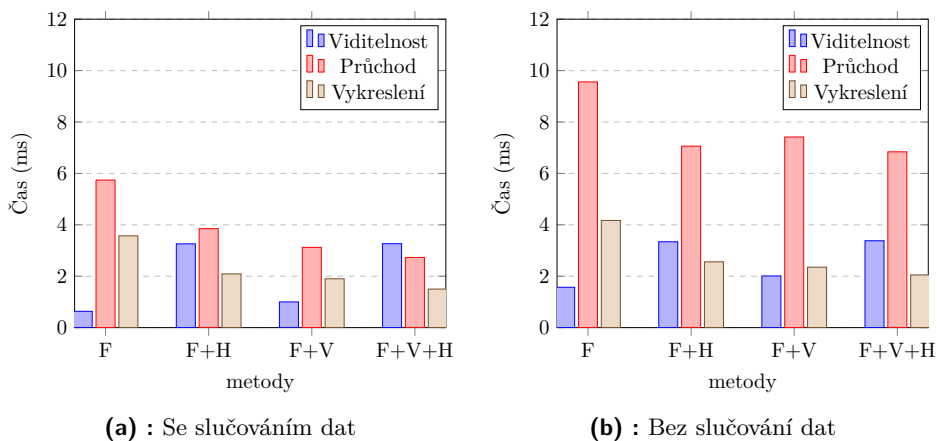 12
10
8
6
4
2
0
Čas (ms)
Viditelnost
Průchod
Vykreslení
F
F+H
F+V
F+V+H
metody
(a) : Se slučováním dat
12
10
8
6
4
2
0
Čas (ms)
Viditelnost
Průchod
Vykreslení
F
F+H
F+V
F+V+H
metody
(b) : Bez slučování dat